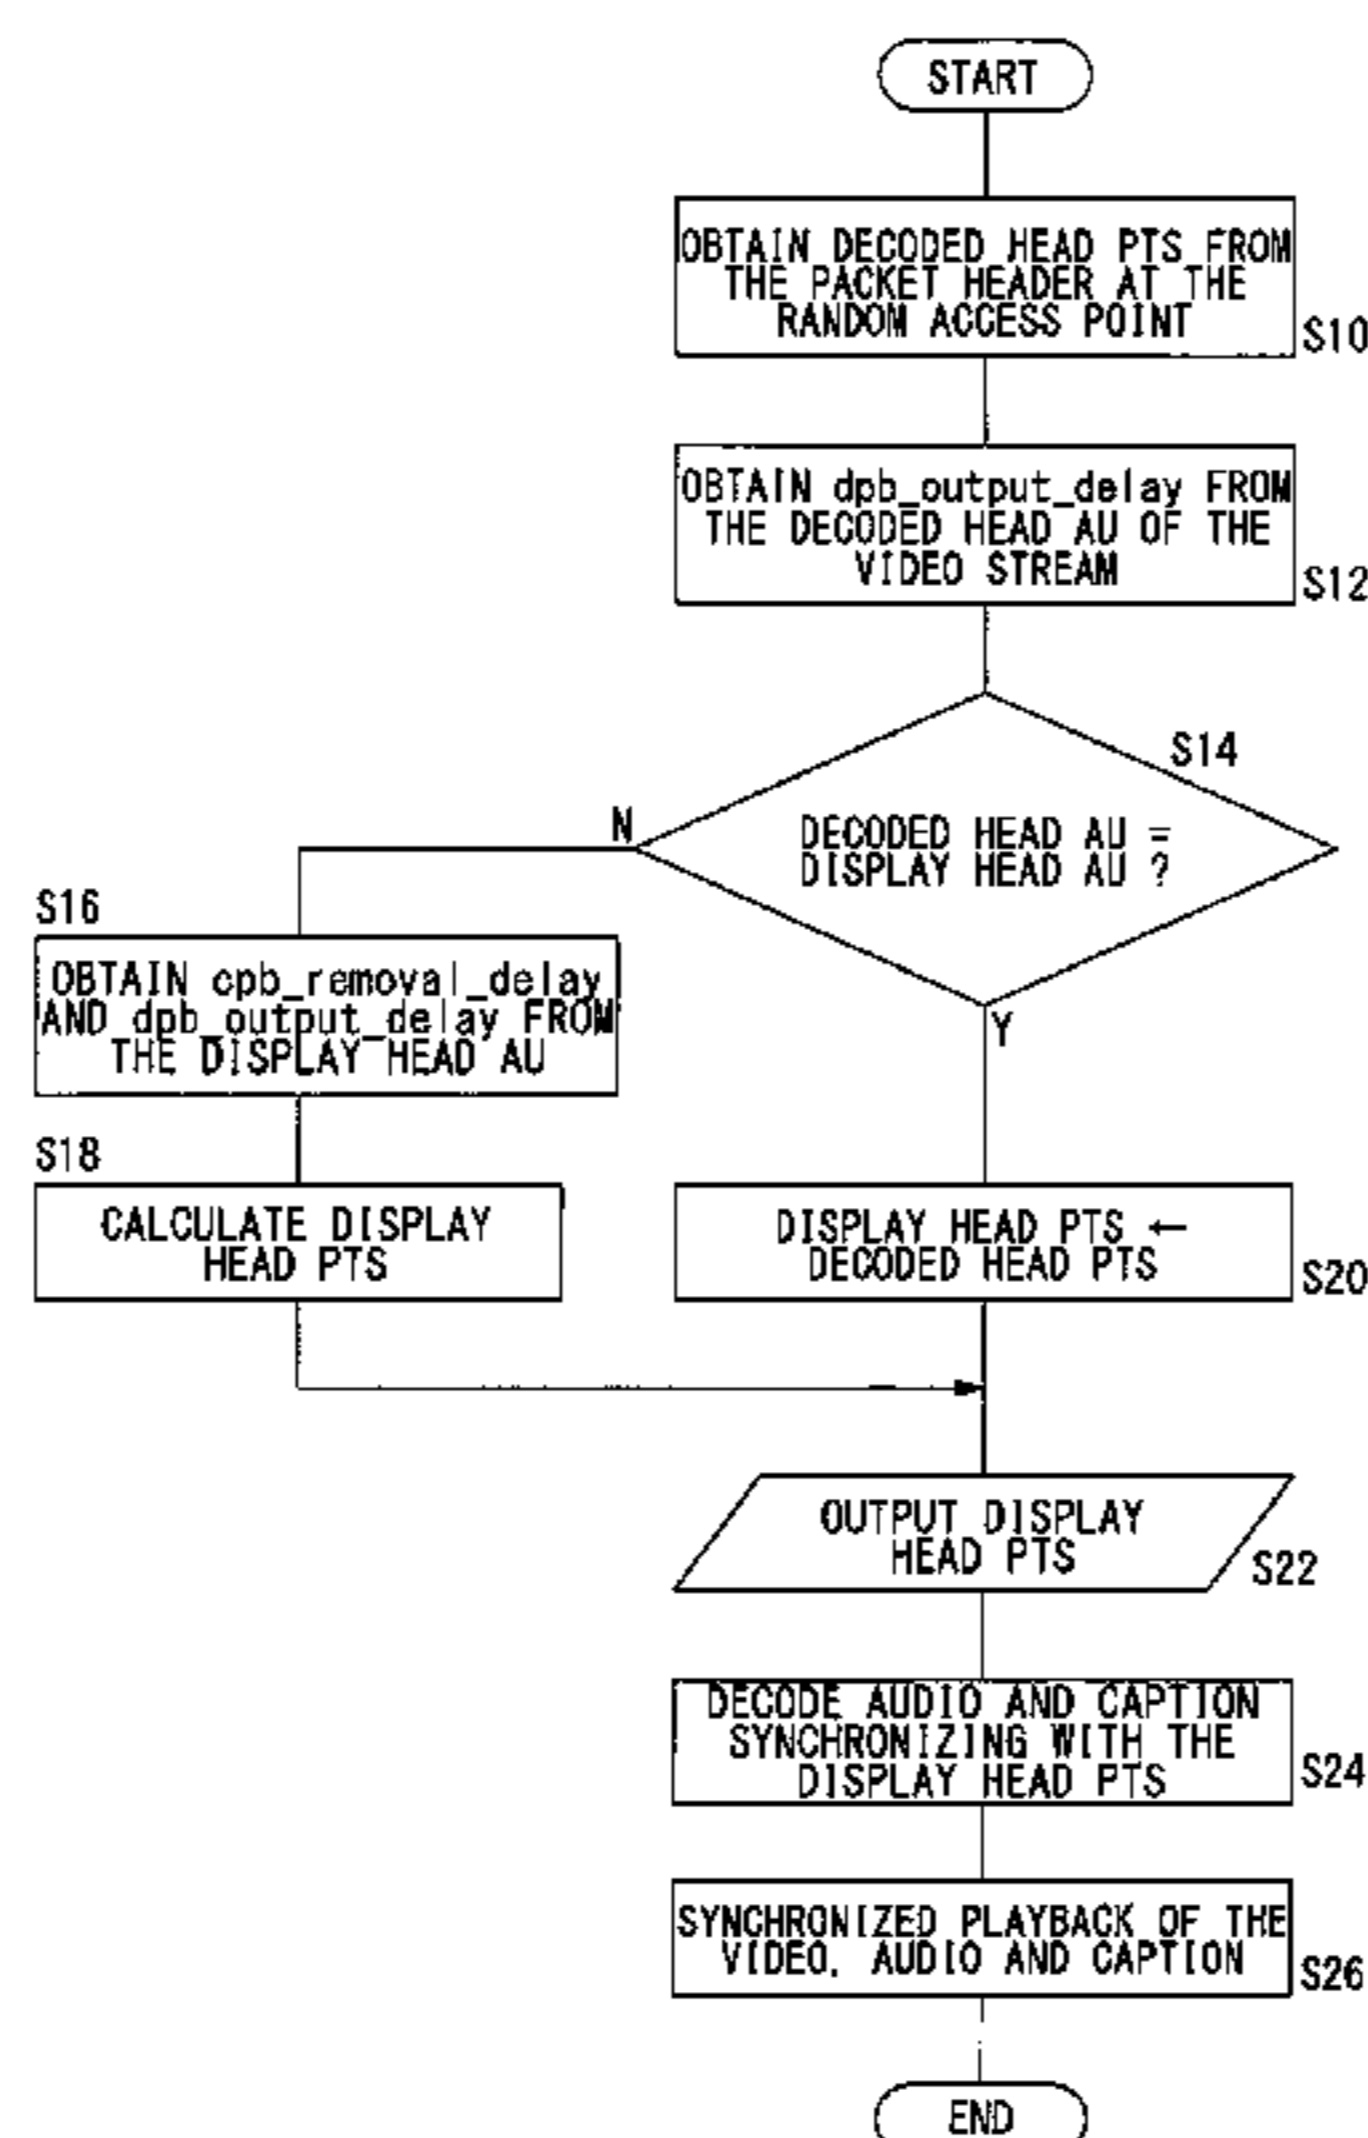 START
OBTAIN DECODED HEAD PTS FROM
THE PACKET HEADER AT THE
RANDOM ACCESS POINT
S10
OBTAIN dpb_output_delay FROM
THE DECODED HEAD AU OF THE
VIDEO STREAM
S12
S14
DECODED HEAD AU =
DISPLAY HEAD AU ?
N
Y
S16
OBTAIN cpb_removal_delay
AND dpb_output_delay FROM
THE DISPLAY HEAD AU
S18
CALCULATE DISPLAY
HEAD PTS
DISPLAY HEAD PTS ←
DECODED HEAD PTS
S20
OUTPUT DISPLAY
HEAD PTS
S22
DECODE AUDIO AND CAPTION
SYNCHRONIZING WITH THE
DISPLAY HEAD PTS
S24
SYNCHRONIZED PLAYBACK OF THE
VIDEO, AUDIO AND CAPTION
S26
END